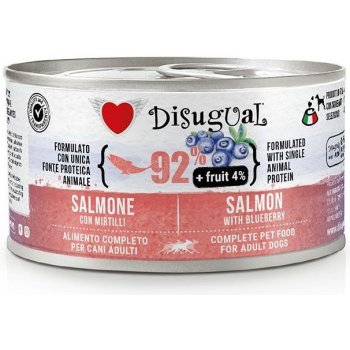 DISUGUAL
FORMULATO
CON UNICA
FONTE PROTEICA
ANIMALE
92%
+ fruit 4%
FORMULATED
WITH SINGLE
ANIMAL
PROTEIN
SALMONE
CON MIRTILLI
ALIMENTO COMPLETO
PER CANI ADULTI
SALMON
WITH BLUEBERRY
COMPLETE PET FOOD
FOR ADULT DOGS